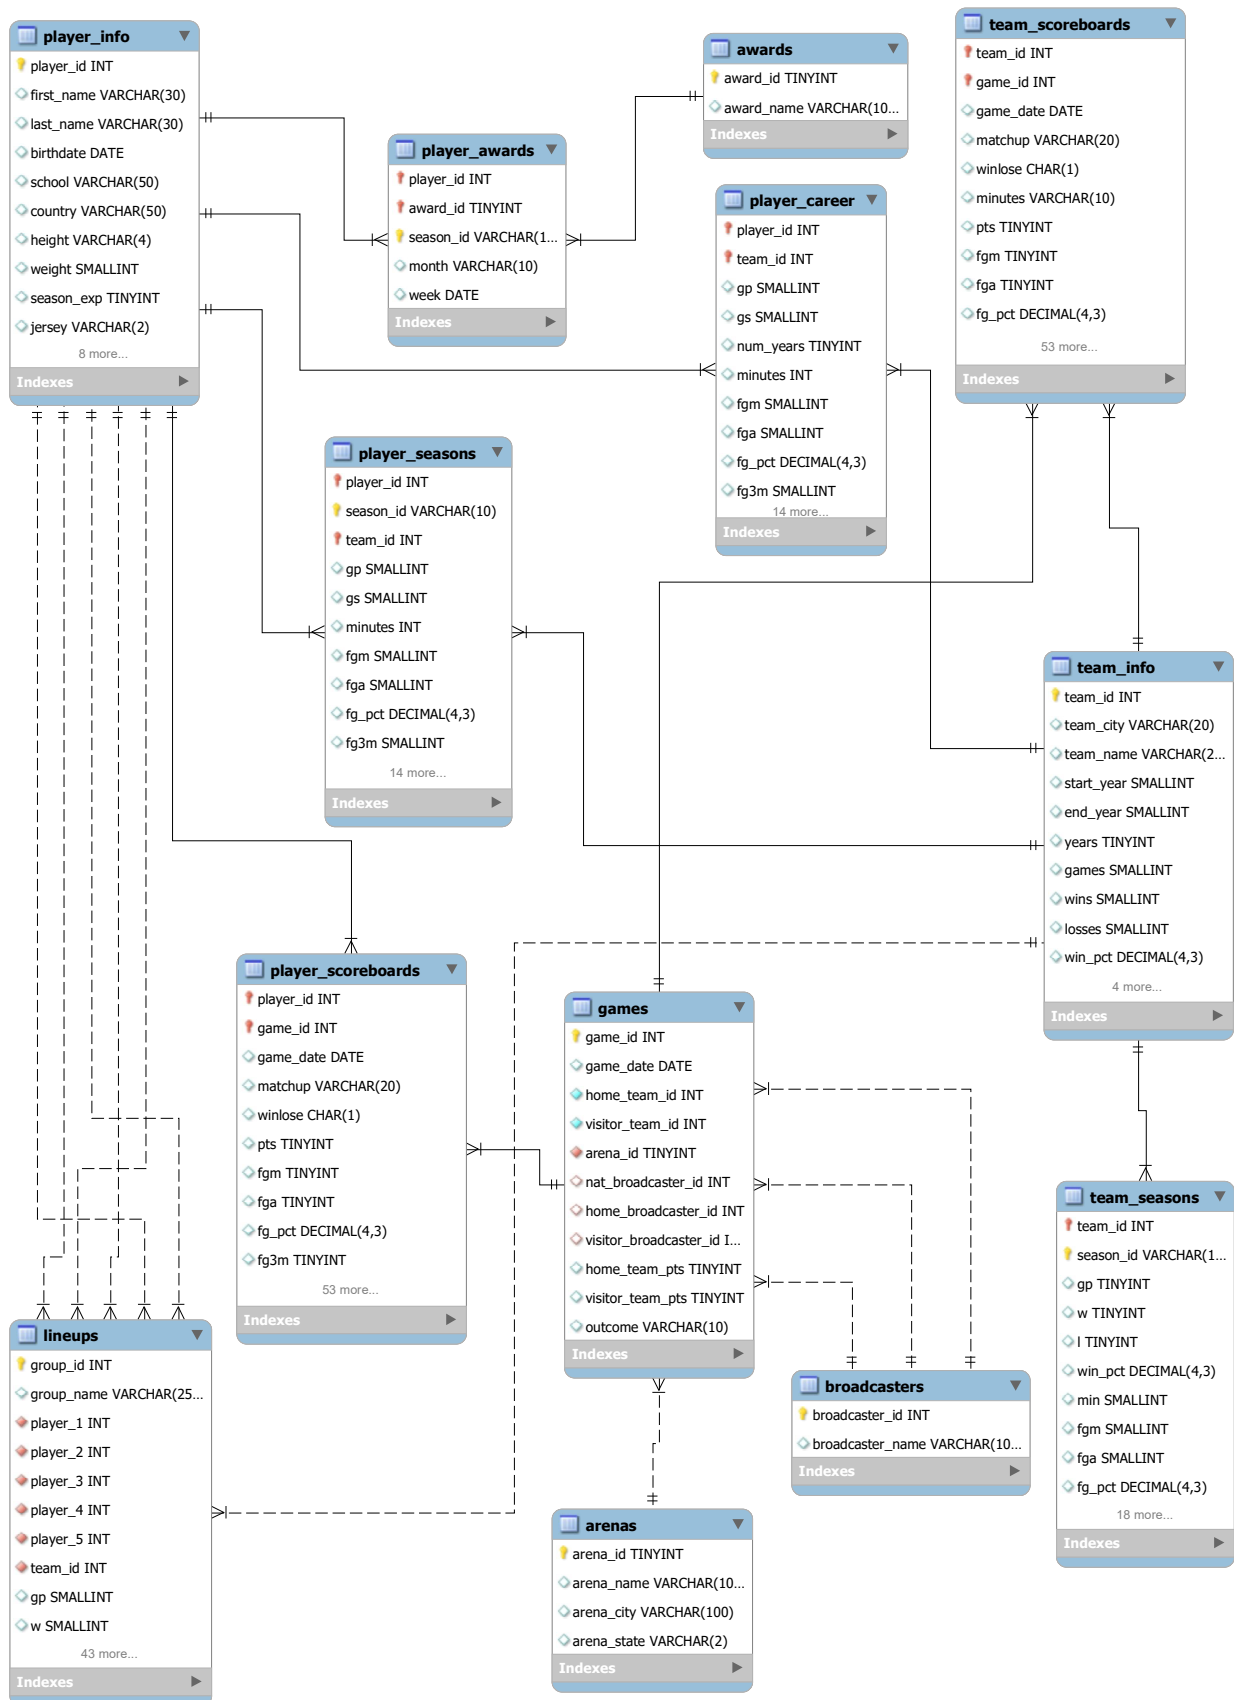 player_info
player_id INT
first_name VARCHAR(30)
last_name VARCHAR(30)
birthdate DATE
school VARCHAR(50)
country VARCHAR(50)
height VARCHAR(4)
weight SMALLINT
season_exp TINYINT
jersey VARCHAR(2)
8 more...
Indexes
player_awards
player_id INT
award_id TINYINT
season_id VARCHAR(1...
month VARCHAR(10)
week DATE
Indexes
awards
award_id TINYINT
award_name VARCHAR(10...
Indexes
player_career
player_id INT
team_id INT
gp SMALLINT
gs SMALLINT
num_years TINYINT
minutes INT
fgm SMALLINT
fga SMALLINT
fg_pct DECIMAL(4,3)
fg3m SMALLINT
14 more...
Indexes
team_scoreboards
team_id INT
game_id INT
game_date DATE
matchup VARCHAR(20)
winlose CHAR(1)
minutes VARCHAR(10)
pts TINYINT
fgm TINYINT
fga TINYINT
fg_pct DECIMAL(4,3)
53 more...
Indexes
player_seasons
player_id INT
season_id VARCHAR(10)
team_id INT
gp SMALLINT
gs SMALLINT
minutes INT
fgm SMALLINT
fga SMALLINT
fg_pct DECIMAL(4,3)
fg3m SMALLINT
14 more...
Indexes
team_info
team_id INT
team_city VARCHAR(20)
team_name VARCHAR(2...
start_year SMALLINT
end_year SMALLINT
years TINYINT
games SMALLINT
wins SMALLINT
losses SMALLINT
win_pct DECIMAL(4,3)
4 more...
Indexes
player_scoreboards
player_id INT
game_id INT
game_date DATE
matchup VARCHAR(20)
winlose CHAR(1)
pts TINYINT
fgm TINYINT
fga TINYINT
fg_pct DECIMAL(4,3)
fg3m TINYINT
53 more...
Indexes
games
game_id INT
game_date DATE
home_team_id INT
visitor_team_id INT
arena_id TINYINT
nat_broadcaster_id INT
home_broadcaster_id INT
visitor_broadcaster_id I...
home_team_pts TINYINT
visitor_team_pts TINYINT
outcome VARCHAR(10)
Indexes
team_seasons
team_id INT
season_id VARCHAR(1...
gp TINYINT
w TINYINT
l TINYINT
win_pct DECIMAL(4,3)
min SMALLINT
fgm SMALLINT
fga SMALLINT
fg_pct DECIMAL(4,3)
18 more...
Indexes
lineups
group_id INT
group_name VARCHAR(25...
player_1 INT
player_2 INT
player_3 INT
player_4 INT
player_5 INT
team_id INT
gp SMALLINT
w SMALLINT
43 more...
Indexes
broadcasters
broadcaster_id INT
broadcaster_name VARCHAR(10...
Indexes
arenas
arena_id TINYINT
arena_name VARCHAR(10...
arena_city VARCHAR(100)
arena_state VARCHAR(2)
Indexes